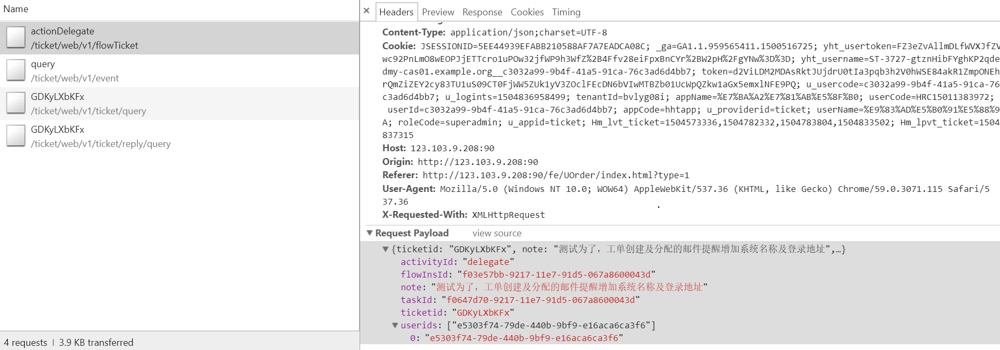 Name
actionDelegate
/ticket/web/v1/flowTicket
query
/ticket/web/v1/event
GDKyLXbKFx
/ticket/web/v1/ticket/query
GDKyLXbKFx
/ticket/web/v1/ticket/reply/query
4 requests | 3.9 KB transferred
× Headers Preview Response Cookies Timing
Content-Type: application/json;charset=UTF-8
Cookie: JSESSIONID=5EE44939EFABB210588AF7A7EADCA08C; _ga=GA1.1.959565411.1500516725; yht_usertoken=FZ3eZvAllmDLfWVXJfZV
wc92PnLmO8wEOPJjETTcro1uPOw32jfWP9h3WfZ%2B4Ffv28eiFpxBnCYr%2BW2pH%2FgYNw%3D%3D; yht_username=ST-3727-gtznHibFYghKP2qde
dmy-cas01.example.org__c3032a99-9b4f-41a5-91ca-76c3ad6d4bb7; token=d2ViLDM2MDAsRktJUjdrU0tIa3pqb3h2V0hWSE84akR1ZmpONEh
rQmZiZEY2cy83TU1uS09CT0FjWW5ZUk1yV3ZOclFEcDN6bVIwMTBZb01UcWpQZkw1aGx5emxlNFE9PQ; u_usercode=c3032a99-9b4f-41a5-91ca-76
c3ad6d4bb7; u_logints=1504836958499; tenantId=bvlyg08i; appName=%E7%BA%A2%E7%81%AB%E5%8F%B0; userCode=HRC15011383972;
userId=c3032a99-9b4f-41a5-91ca-76c3ad6d4bb7; appCode=hhtapp; u_providerid=ticket; userName=%E9%83%AD%E5%B0%91%E5%88%9
A; roleCode=superadmin; u_appid=ticket; Hm_lvt_ticket=1504573336,1504782332,1504783804,1504833502; Hm_lpvt_ticket=1504
837315
Host: 123.103.9.208:90
Origin: http://123.103.9.208:90
Referer: http://123.103.9.208:90/fe/UOrder/index.html?type=1
User-Agent: Mozilla/5.0 (Windows NT 10.0; WOW64) AppleWebKit/537.36 (KHTML, like Gecko) Chrome/59.0.3071.115 Safari/5
37.36
X-Requested-With: XMLHttpRequest
▼ Request Payload view source
▼ {ticketid: "GDKyLXbKFx", note: "测试为了，工单创建及分配的邮件提醒增加系统名称及登录地址",…}
activityId: "delegate"
flowInsId: "f03e57bb-9217-11e7-91d5-067a8600043d"
note: "测试为了，工单创建及分配的邮件提醒增加系统名称及登录地址"
taskId: "f0647d70-9217-11e7-91d5-067a8600043d"
ticketid: "GDKyLXbKFx"
▼ userids: ["e5303f74-79de-440b-9bf9-e16aca6ca3f6"]
0: "e5303f74-79de-440b-9bf9-e16aca6ca3f6"